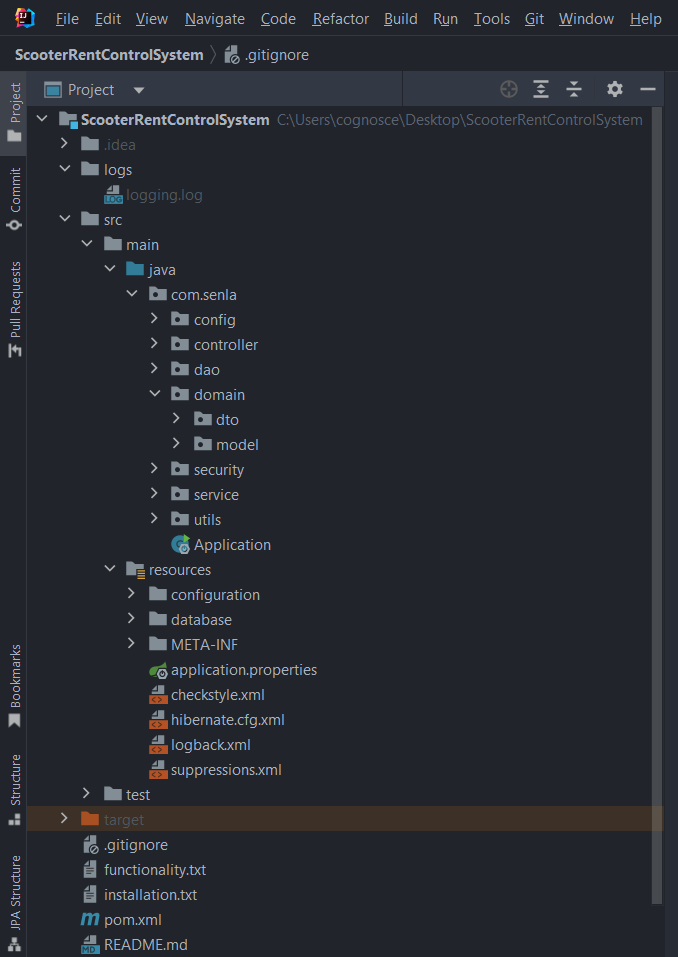 File Edit View Navigate Code Refactor Build Run Tools Git Window Help
ScooterRentControlSystem .gitignore
Project
ScooterRentControlSystem C:\Users\cognosce\Desktop\ScooterRentControlSystem
.idea
logs
LOG logging.log
src
main
java
com.senla
config
controller
dao
domain
dto
model
security
service
utils
Application
resources
configuration
database
META-INF
application.properties
checkstyle.xml
hibernate.cfg.xml
logback.xml
suppressions.xml
test
target
.gitignore
functionality.txt
installation.txt
m pom.xml
MD README.md
Project
Commit
Pull Requests
Bookmarks
Structure
JPA Structure